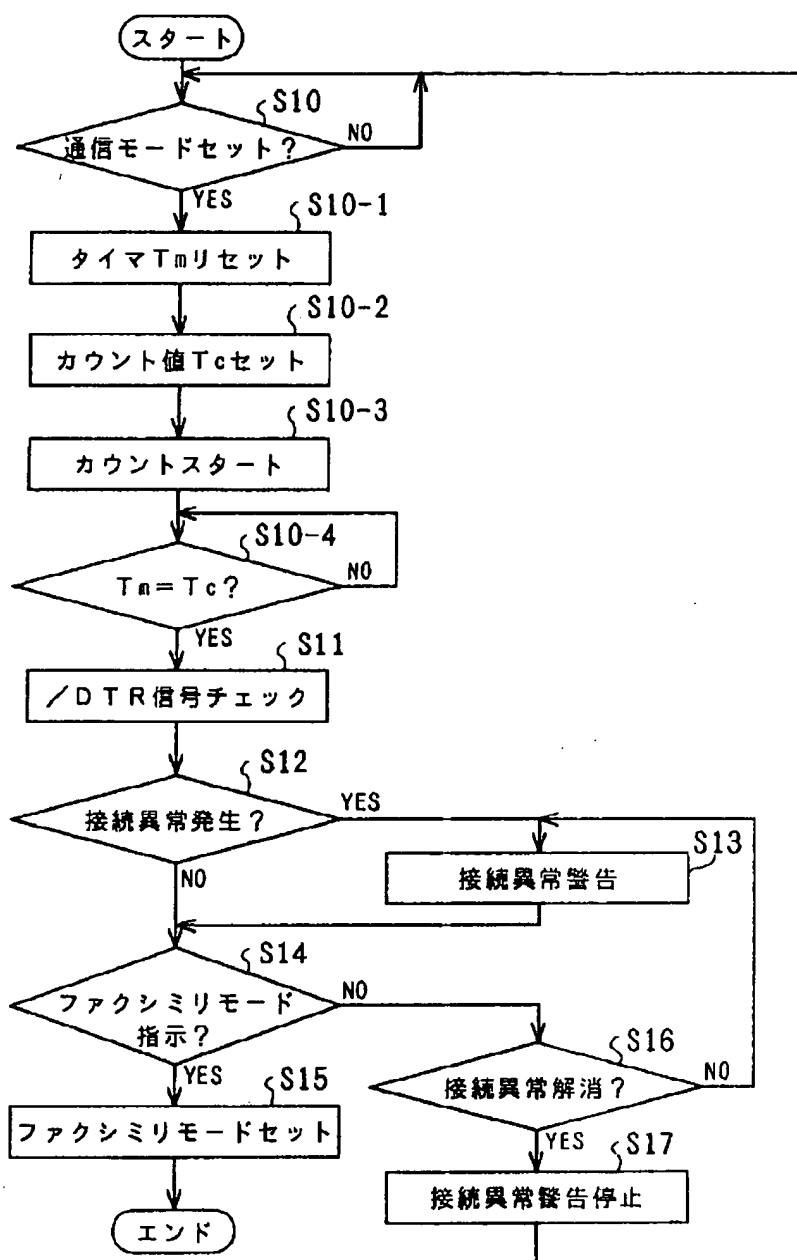 スタート
S10
通信モードセット?
NO
YES
S10-1
タイマTmリセット
S10-2
カウント値Tcセット
S10-3
カウントスタート
S10-4
Tm=Tc?
NO
YES
S11
/DTR信号チェック
S12
接続異常発生?
YES
NO
S13
接続異常警告
S14
ファクシミリモード
指示?
NO
YES
S16
接続異常解消?
NO
YES
S15
ファクシミリモードセット
S17
接続異常警告停止
エンド